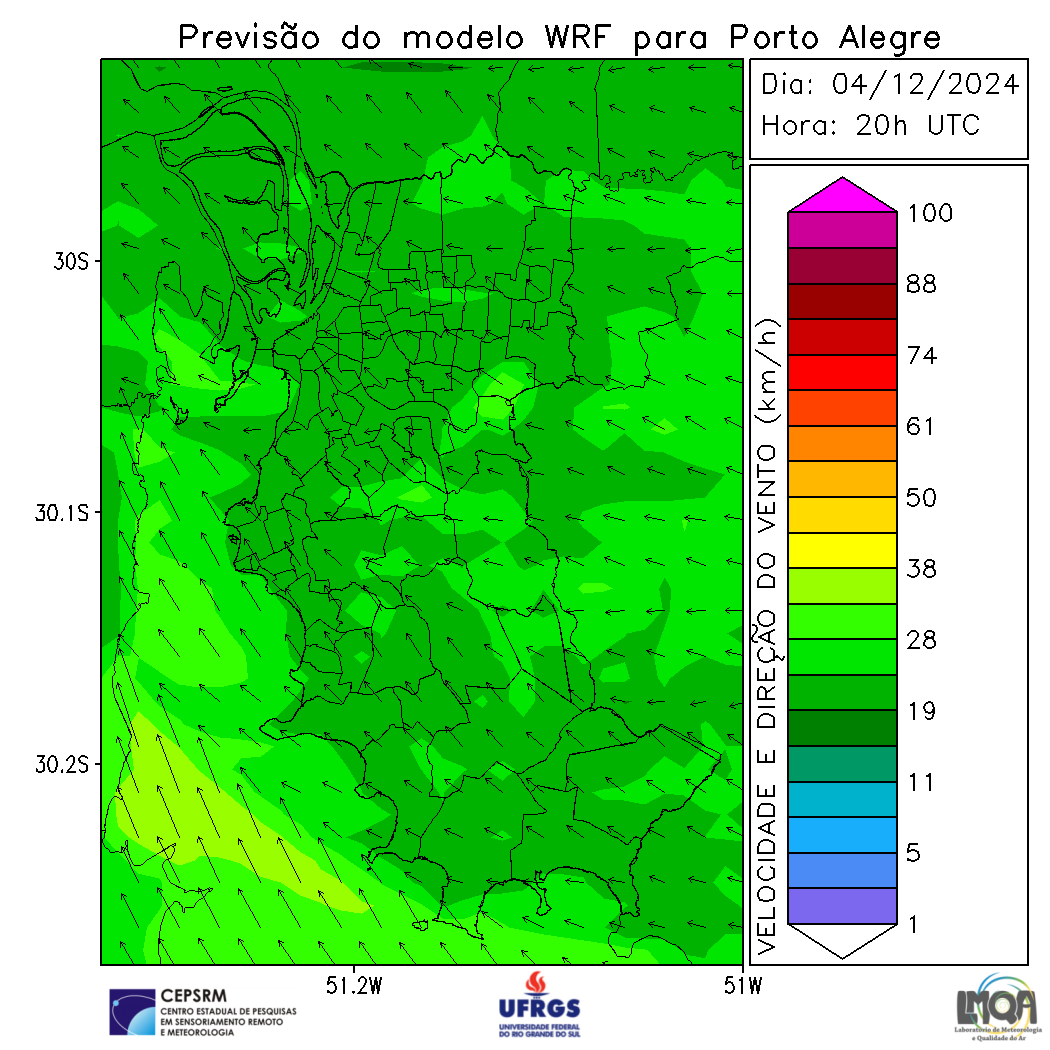 Previsão do modelo WRF para Porto Alegre
Dia: 04/12/2024
Hora: 20h UTC
30S
30.1S
30.2S
51.2W
51W
VELOCIDADE E DIREÇÃO DO VENTO (km/h)
100
88
74
61
50
38
28
19
11
5
1
CEPSRM
CENTRO ESTADUAL DE PESQUISAS
EM SENSORIAMENTO REMOTO
E METEOROLOGIA
UFRGS
UNIVERSIDADE FEDERAL
DO RIO GRANDE DO SUL
LMQA
Laboratório de Meteorologia
e Qualidade do Ar